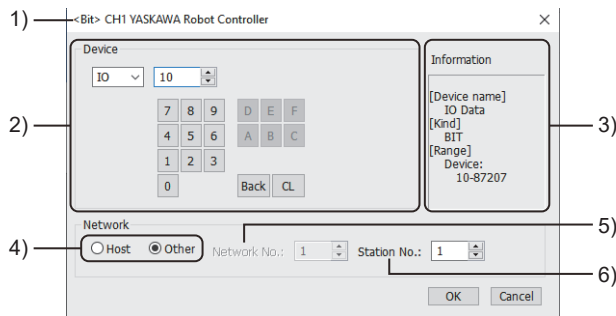 1)
<Bit> CH1 YASKAWA Robot Controller
Device
IO 10
7 8 9 D E F
4 5 6 A B C
1 2 3
0 Back CL
2)
Information
[Device name]
IO Data
[Kind]
BIT
[Range]
Device:
10-87207
3)
Network
4)
Host Other Network No.: 1 Station No.: 1
5)
6)
OK Cancel